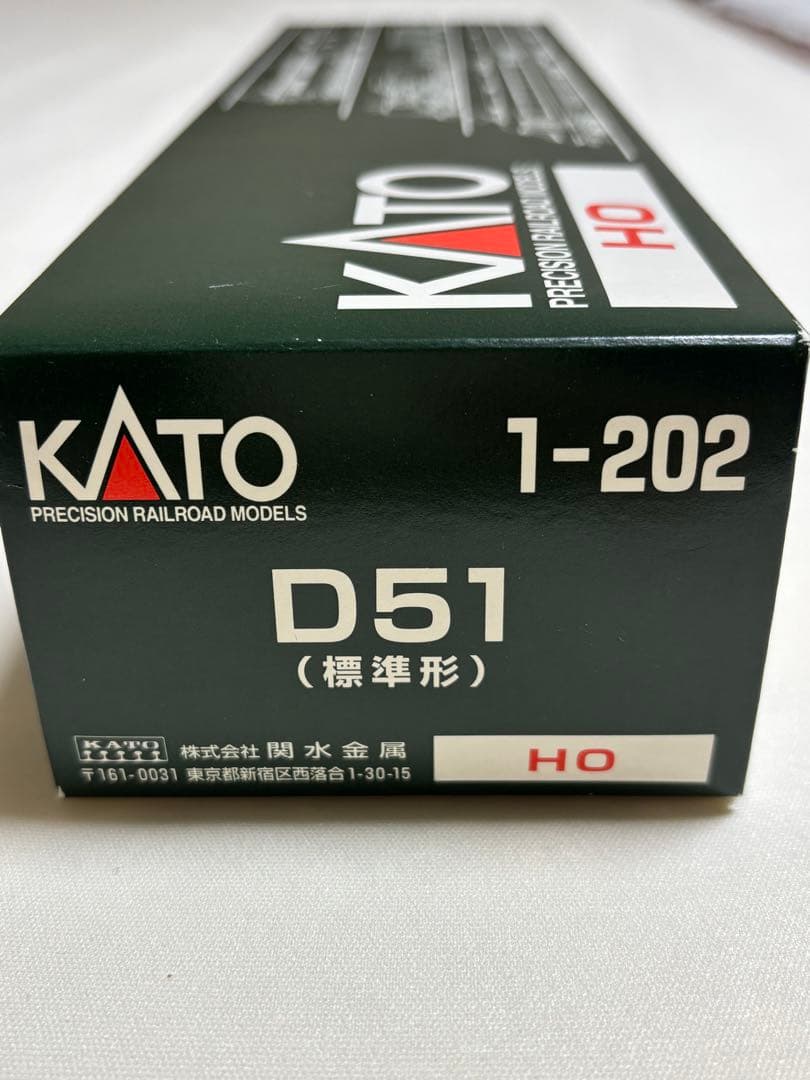 KATO
PRECISION RAILROAD MODELS
HO
KATO
PRECISION RAILROAD MODELS
1-202
D51
(標準形)
KATO
株式会社 関水金属
〒161-0031 東京都新宿区西落合1-30-15
HO